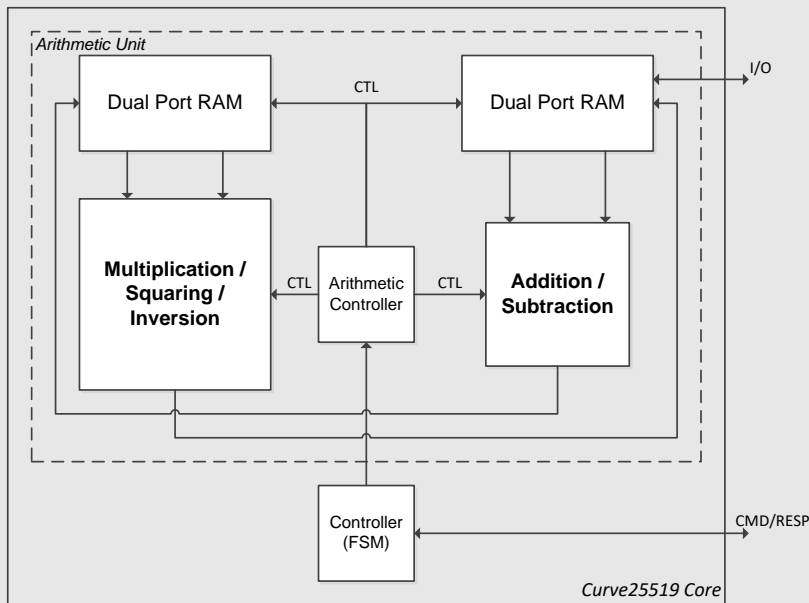 Arithmetic Unit
Dual Port RAM
CTL
Dual Port RAM
I/O
Multiplication /
Squaring /
Inversion
CTL
Arithmetic
Controller
CTL
Addition /
Subtraction
Controller
(FSM)
CMD/RESP
Curve25519 Core